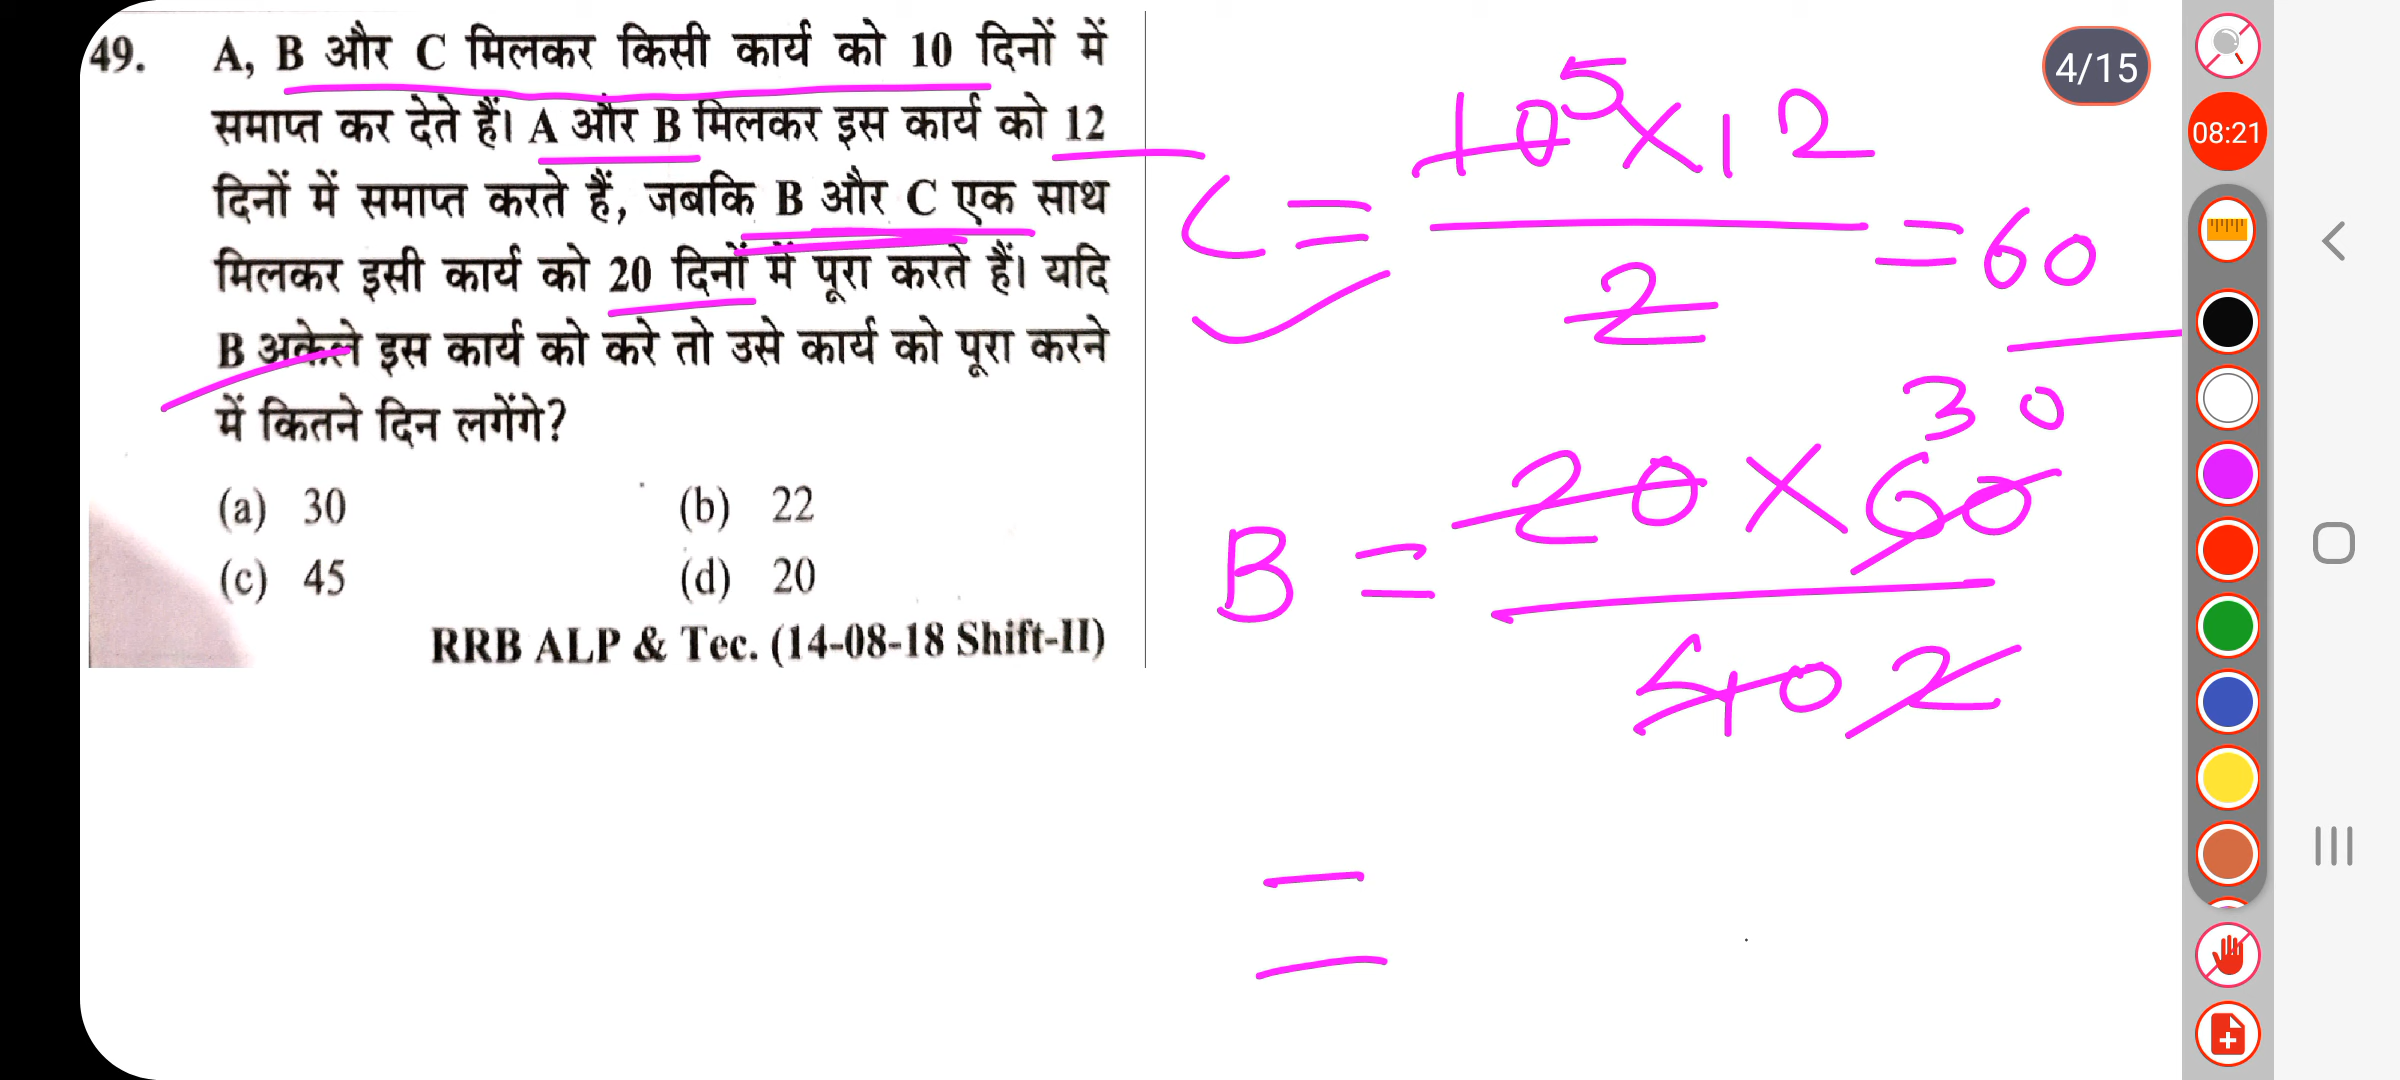 49. A, B और C मिलकर किसी कार्य को 10 दिनों में
समाप्त कर देते हैं। A और B मिलकर इस कार्य को 12
दिनों में समाप्त करते हैं, जबकि B और C एक साथ
मिलकर इसी कार्य को 20 दिनों में पूरा करते हैं। यदि
B अकेले इस कार्य को करे तो उसे कार्य को पूरा करने
में कितने दिन लगेंगे?
(a) 30 (b) 22
(c) 45 (d) 20
RRB ALP & Tec. (14-08-18 Shift-II)
4/15
08:21
5
C = 10 × 12 = 60
2
30
B = 20 × 60
40 2
=